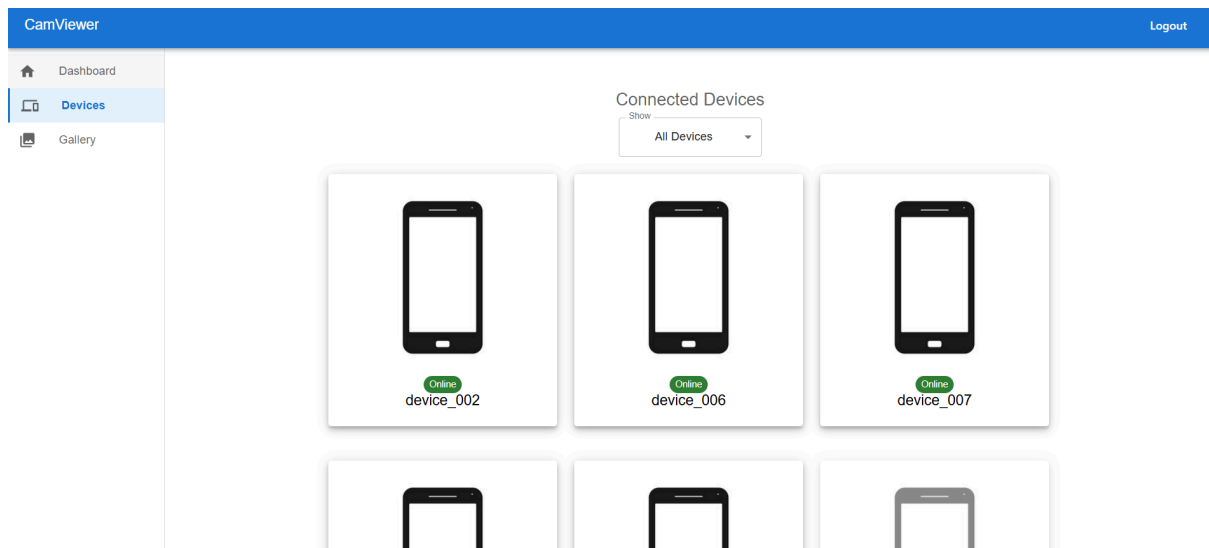 CamViewer
Logout
Dashboard
Devices
Gallery
Connected Devices
Show
All Devices
Online
device_002
Online
device_006
Online
device_007